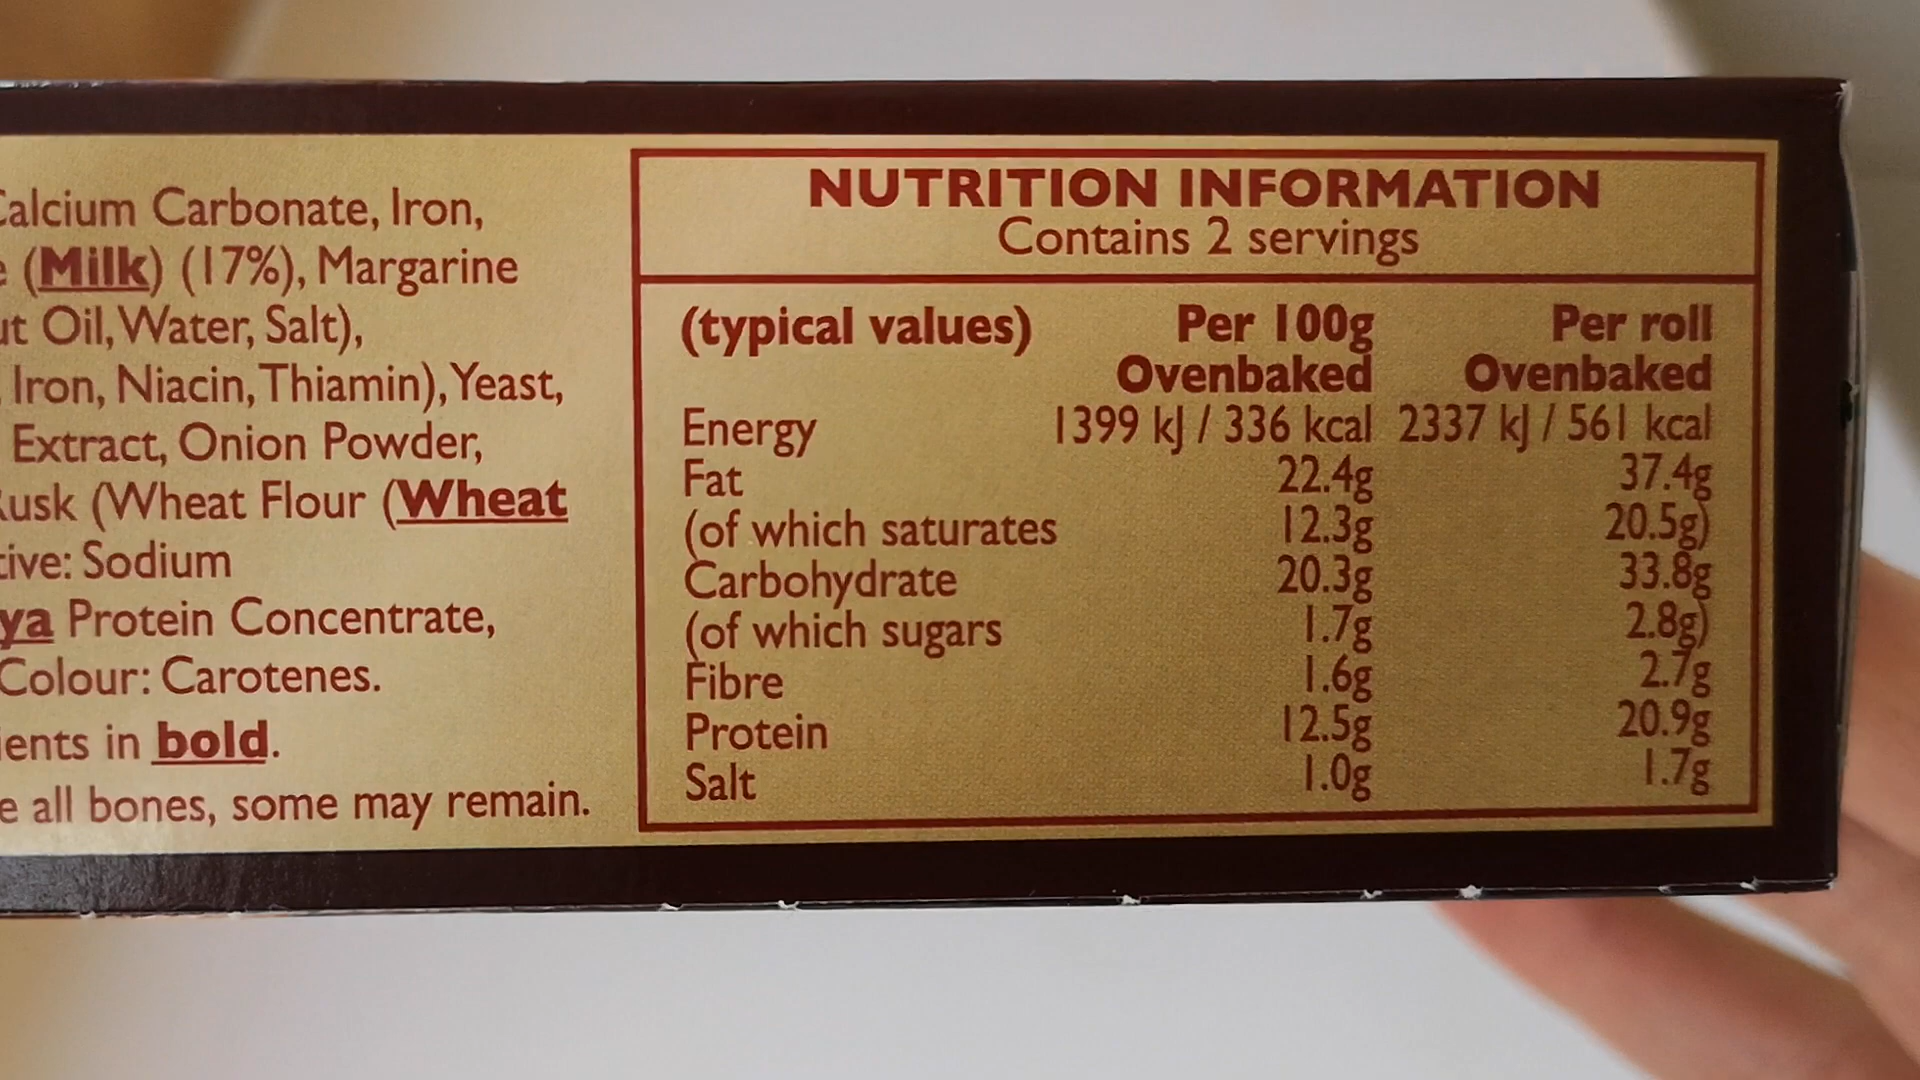 Calcium Carbonate, Iron,
(Milk) (17%), Margarine
Oil, Water, Salt),
Iron, Niacin, Thiamin), Yeast,
Extract, Onion Powder,
(Wheat Flour (Wheat
Sodium
Protein Concentrate,
Colour: Carotenes.
in bold.
all bones, some may remain.
NUTRITION INFORMATION
Contains 2 servings
(typical values) Per 100g Per roll
Ovenbaked Ovenbaked
Energy 1399 kJ / 336 kcal 2337 kJ / 561 kcal
Fat 22.4g 37.4g
(of which saturates 12.3g 20.5g)
Carbohydrate 20.3g 33.8g
(of which sugars 1.7g 2.8g)
Fibre 1.6g 2.7g
Protein 12.5g 20.9g
Salt 1.0g 1.7g